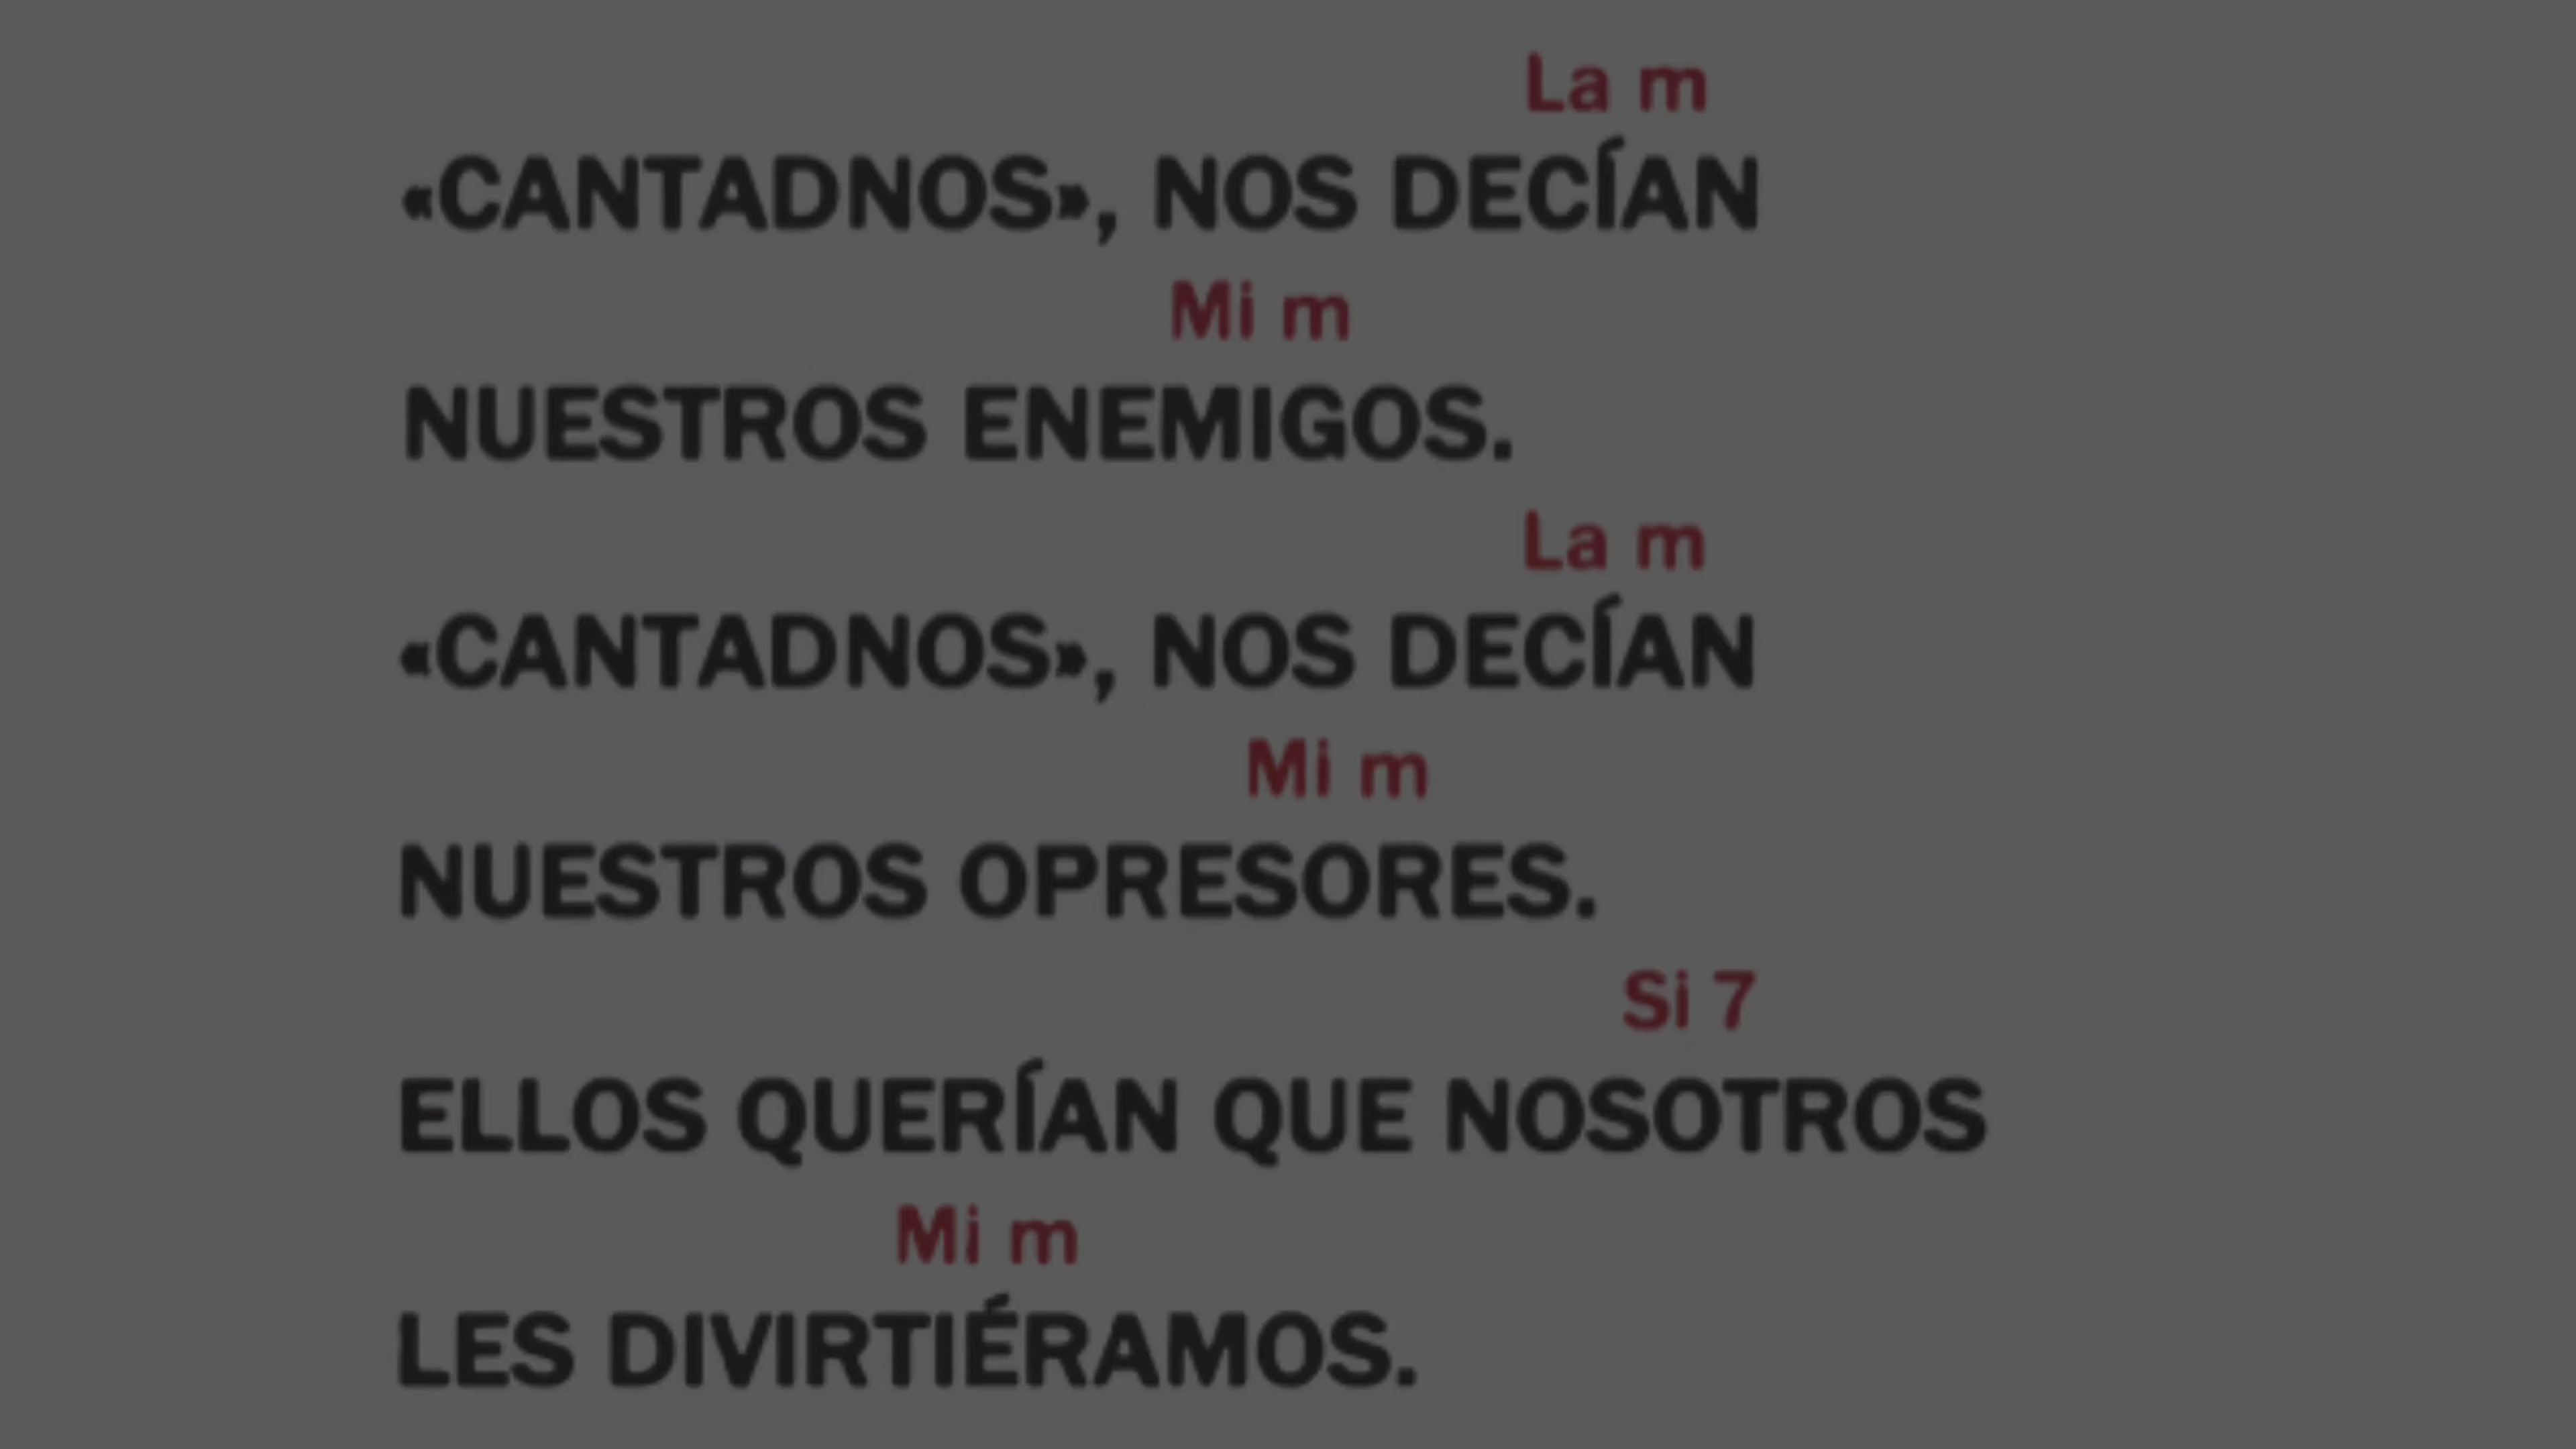 La m
«CANTADNOS», NOS DECÍAN
Mi m
NUESTROS ENEMIGOS.
La m
«CANTADNOS», NOS DECÍAN
Mi m
NUESTROS OPRESORES.
Si 7
ELLOS QUERÍAN QUE NOSOTROS
Mi m
LES DIVIRTIÉRAMOS.